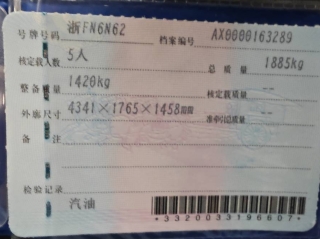 号牌号码 浙FN6N62 档案编号 AX0000163289
核定载人数 5人 总质量 1885kg
整备质量 1420kg 核定载质量 --
外廓尺寸 4341×1765×1458mm 准牵引总质量 --
备注
检验记录
汽油 *3320033196607*